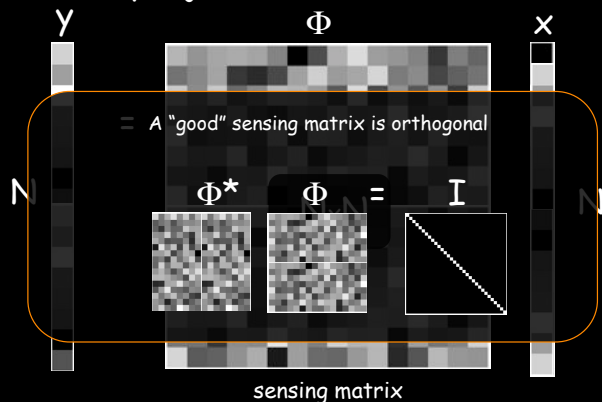 y Φ x
= A “good” sensing matrix is orthogonal
N N
Φ* Φ = I
sensing matrix